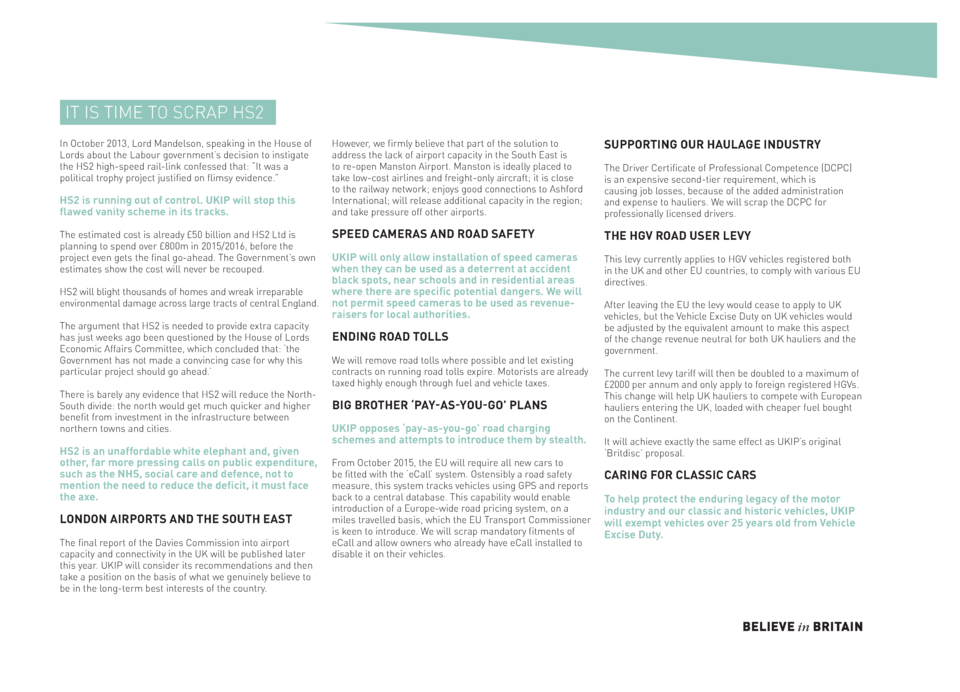 IT IS TIME TO SCRAP HS2
In October 2013, Lord Mandelson, speaking in the House of
Lords about the Labour government's decision to instigate
the HS2 high-speed rail-link confessed that: "It was a
political trophy project justified on flimsy evidence."
HS2 is running out of control. UKIP will stop this
flawed vanity scheme in its tracks.
The estimated cost is already £50 billion and HS2 Ltd is
planning to spend over £800m in 2015/2016, before the
project even gets the final go-ahead. The Government's own
estimates show the cost will never be recouped.
HS2 will blight thousands of homes and wreak irreparable
environmental damage across large tracts of central England.
The argument that HS2 is needed to provide extra capacity
has just weeks ago been questioned by the House of Lords
Economic Affairs Committee, which concluded that: 'the
Government has not made a convincing case for why this
particular project should go ahead.'
There is barely any evidence that HS2 will reduce the North-
South divide: the north would get much quicker and higher
benefit from investment in the infrastructure between
northern towns and cities.
HS2 is an unaffordable white elephant and, given
other, far more pressing calls on public expenditure,
such as the NHS, social care and defence, not to
mention the need to reduce the deficit, it must face
the axe.
LONDON AIRPORTS AND THE SOUTH EAST
The final report of the Davies Commission into airport
capacity and connectivity in the UK will be published later
this year. UKIP will consider its recommendations and then
take a position on the basis of what we genuinely believe to
be in the long-term best interests of the country.
However, we firmly believe that part of the solution to
address the lack of airport capacity in the South East is
to re-open Manston Airport. Manston is ideally placed to
take low-cost airlines and freight-only aircraft; it is close
to the railway network; enjoys good connections to Ashford
International; will release additional capacity in the region;
and take pressure off other airports.
SPEED CAMERAS AND ROAD SAFETY
UKIP will only allow installation of speed cameras
when they can be used as a deterrent at accident
black spots, near schools and in residential areas
where there are specific potential dangers. We will
not permit speed cameras to be used as revenue-
raisers for local authorities.
ENDING ROAD TOLLS
We will remove road tolls where possible and let existing
contracts on running road tolls expire. Motorists are already
taxed highly enough through fuel and vehicle taxes.
BIG BROTHER 'PAY-AS-YOU-GO' PLANS
UKIP opposes 'pay-as-you-go' road charging
schemes and attempts to introduce them by stealth.
From October 2015, the EU will require all new cars to
be fitted with the 'eCall' system. Ostensibly a road safety
measure, this system tracks vehicles using GPS and reports
back to a central database. This capability would enable
introduction of a Europe-wide road pricing system, on a
miles travelled basis, which the EU Transport Commissioner
is keen to introduce. We will scrap mandatory fitments of
eCall and allow owners who already have eCall installed to
disable it on their vehicles.
SUPPORTING OUR HAULAGE INDUSTRY
The Driver Certificate of Professional Competence (DCPC)
is an expensive second-tier requirement, which is
causing job losses, because of the added administration
and expense to hauliers. We will scrap the DCPC for
professionally licensed drivers.
THE HGV ROAD USER LEVY
This levy currently applies to HGV vehicles registered both
in the UK and other EU countries, to comply with various EU
directives.
After leaving the EU the levy would cease to apply to UK
vehicles, but the Vehicle Excise Duty on UK vehicles would
be adjusted by the equivalent amount to make this aspect
of the change revenue neutral for both UK hauliers and the
government.
The current levy tariff will then be doubled to a maximum of
£2000 per annum and only apply to foreign registered HGVs.
This change will help UK hauliers to compete with European
hauliers entering the UK, loaded with cheaper fuel bought
on the Continent.
It will achieve exactly the same effect as UKIP's original
'Britdisc' proposal.
CARING FOR CLASSIC CARS
To help protect the enduring legacy of the motor
industry and our classic and historic vehicles, UKIP
will exempt vehicles over 25 years old from Vehicle
Excise Duty.
BELIEVE in BRITAIN